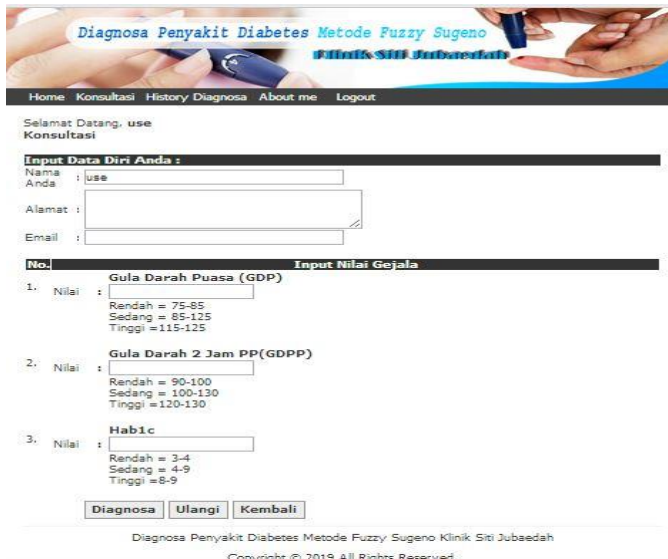 Diagnosa Penyakit Diabetes Metode Fuzzy Sugeno
Klinik Siti Jubaedah
Home Konsultasi History Diagnosa About me Logout
Selamat Datang, use
Konsultasi
Input Data Diri Anda :
Nama Anda : use
Alamat :
Email :
No. Input Nilai Gejala
Gula Darah Puasa (GDP)
1. Nilai :
Rendah = 75-85
Sedang = 85-125
Tinggi =115-125
Gula Darah 2 Jam PP(GDPP)
2. Nilai :
Rendah = 90-100
Sedang = 100-130
Tinggi =120-130
Hab1c
3. Nilai :
Rendah = 3-4
Sedang = 4-9
Tinggi =8-9
Diagnosa Ulangi Kembali
Diagnosa Penyakit Diabetes Metode Fuzzy Sugeno Klinik Siti Jubaedah
Copyright © 2019 All Rights Reserved